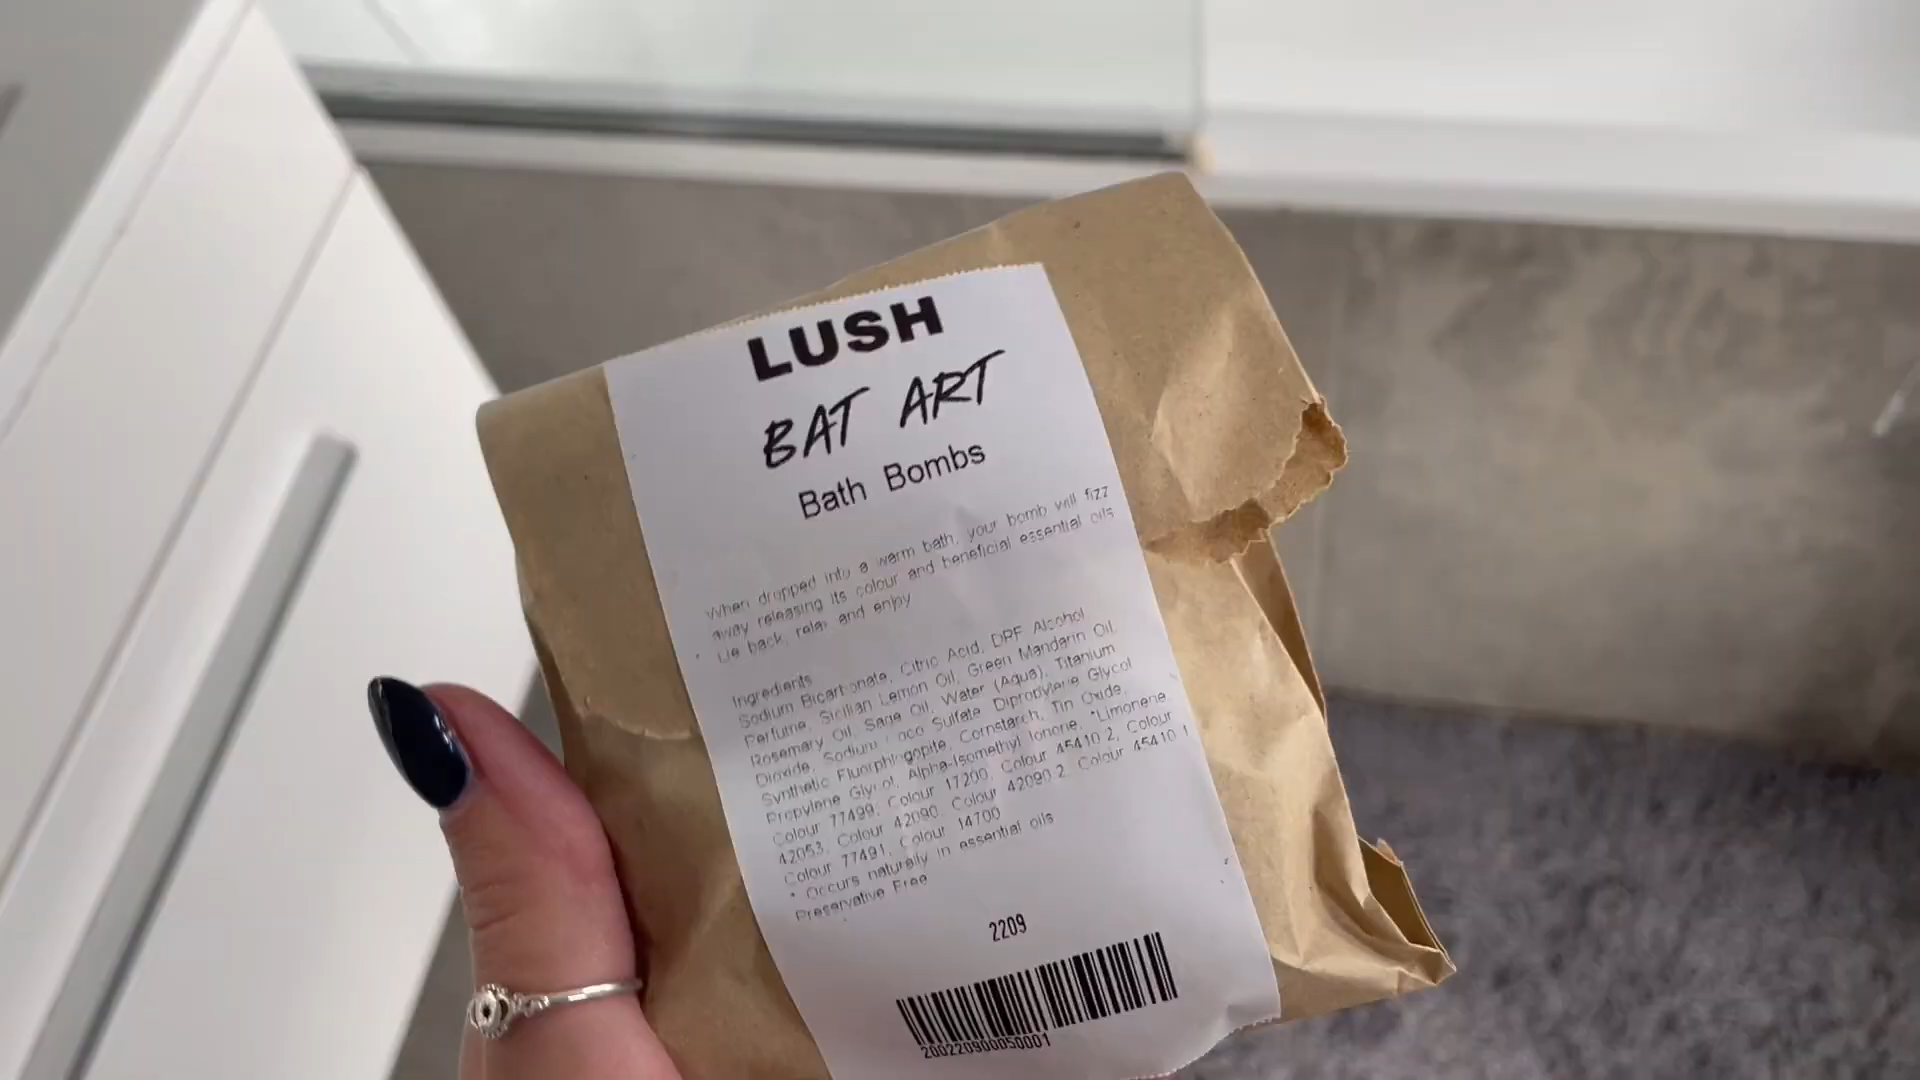 LUSH
BAT ART
Bath Bombs
When dropped into a warm bath, your bomb will fizz
away releasing its colour and beneficial essential oils
Lie back, relax and enjoy
Ingredients
Sodium Bicarbonate, Citric Acid, DRF Alcohol
Perfume, Sicilian Lemon Oil, Green Mandarin Oil,
Rosemary Oil, Sage Oil, Water (Aqua), Titanium
Dioxide, Sodium Coco Sulfate Dipropylene Glycol
Synthetic Fluorphlogopite, Cornstarch, Tin Oxide,
Propylene Glycol, Alpha-Isomethyl Ionone, *Limonene
Colour 77499, Colour 17200, Colour 45410:2, Colour
42053, Colour 42090, Colour 42090:2, Colour 45410:1
Colour 77491, Colour 14700
* Occurs naturally in essential oils
Preservative Free
2209
200220900050001